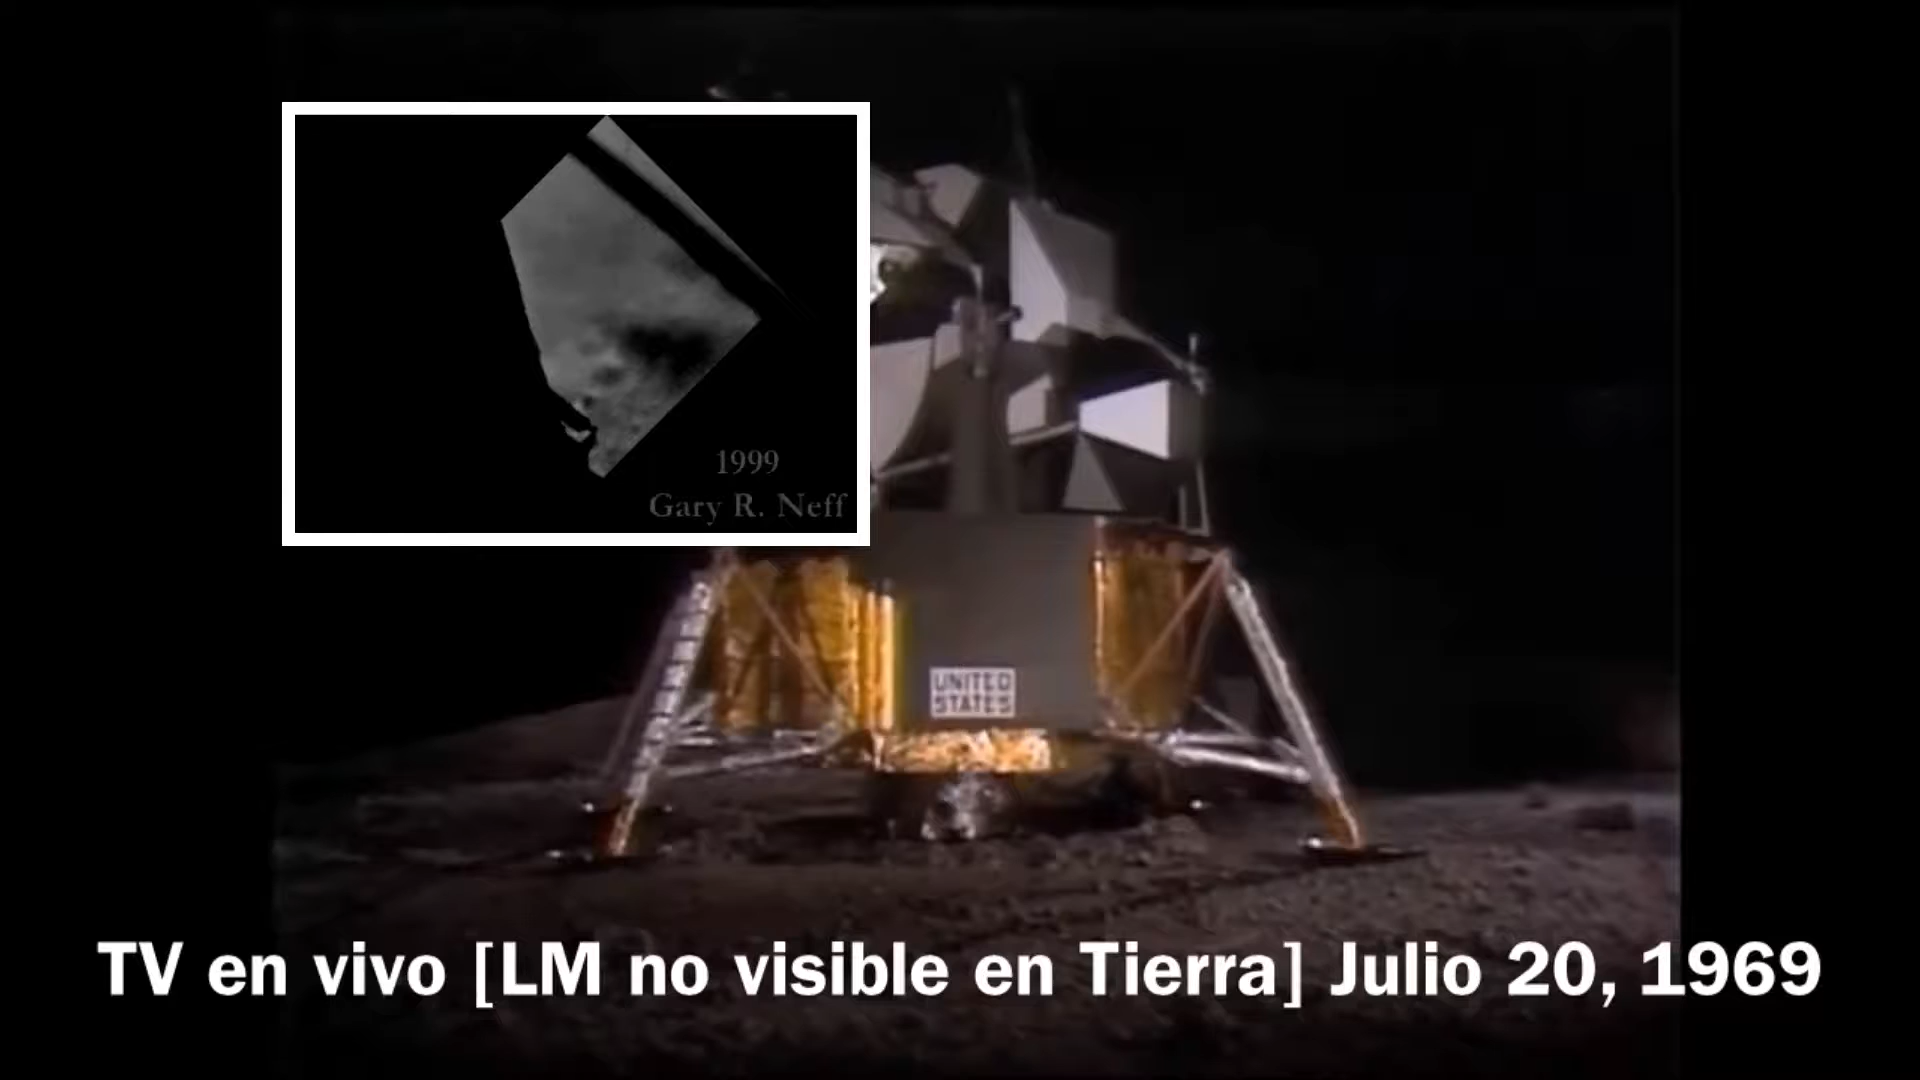 1999
Gary R. Neff
UNITED
STATES
TV en vivo [LM no visible en Tierra] Julio 20, 1969